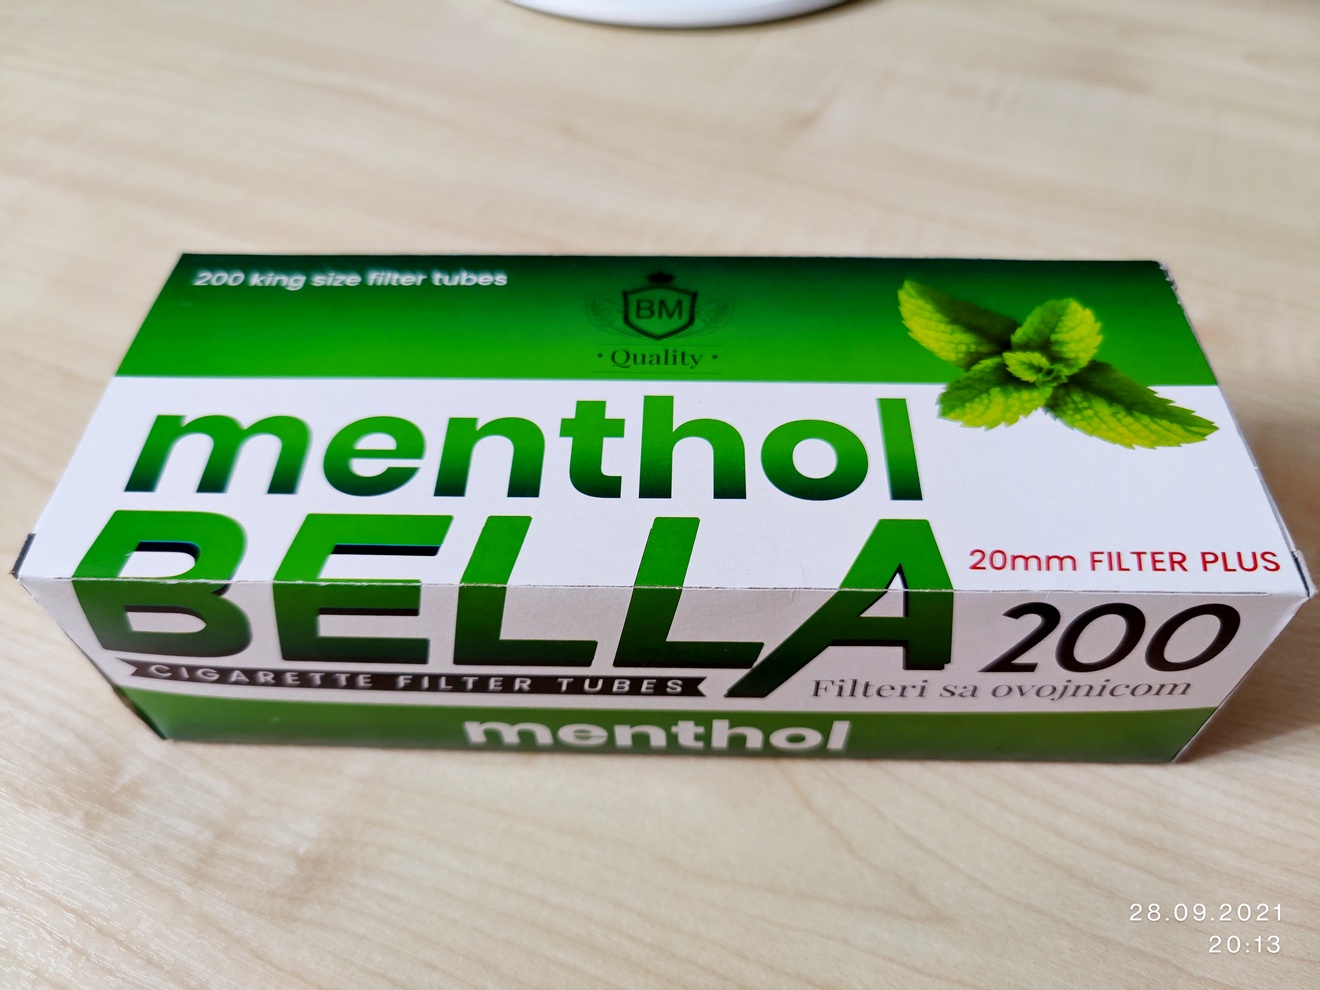 200 king size filter tubes
BM
• Quality •
menthol
BELLA
20mm FILTER PLUS
200
CIGARETTE FILTER TUBES
Filteri sa ovojnicom
menthol
28.09.2021
20:13